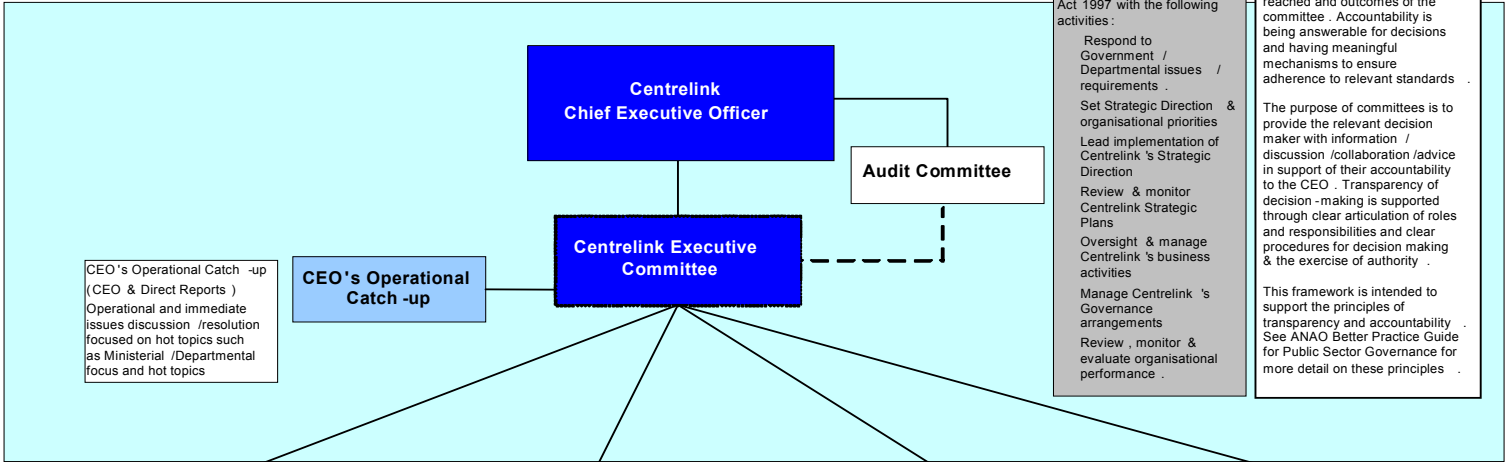 Centrelink
Chief Executive Officer
Audit Committee
Centrelink Executive
Committee
CEO's Operational
Catch -up
CEO's Operational Catch -up
(CEO & Direct Reports )
Operational and immediate
issues discussion /resolution
focused on hot topics such
as Ministerial /Departmental
focus and hot topics
Act 1997 with the following
activities :
Respond to
Government /
Departmental issues /
requirements .
Set Strategic Direction &
organisational priorities
Lead implementation of
Centrelink 's Strategic
Direction
Review & monitor
Centrelink Strategic
Plans
Oversight & manage
Centrelink 's business
activities
Manage Centrelink 's
Governance
arrangements
Review , monitor &
evaluate organisational
performance .
reached and outcomes of the
committee . Accountability is
being answerable for decisions
and having meaningful
mechanisms to ensure
adherence to relevant standards .
The purpose of committees is to
provide the relevant decision
maker with information /
discussion /collaboration /advice
in support of their accountability
to the CEO . Transparency of
decision -making is supported
through clear articulation of roles
and responsibilities and clear
procedures for decision making
& the exercise of authority .
This framework is intended to
support the principles of
transparency and accountability .
See ANAO Better Practice Guide
for Public Sector Governance for
more detail on these principles .